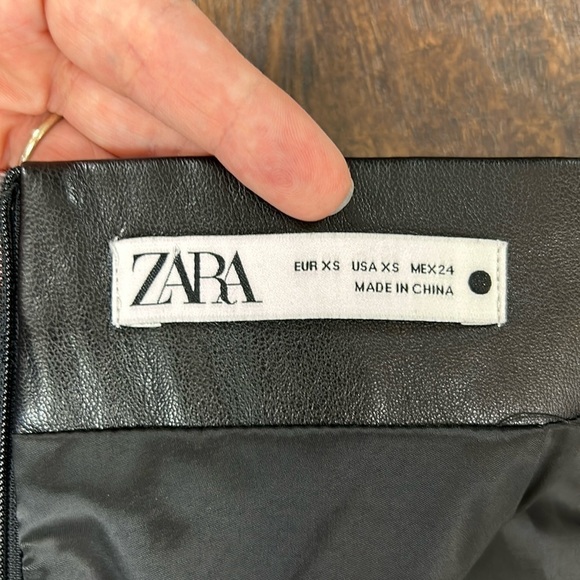 ZARA
EUR XS USA XS MEX 24
MADE IN CHINA